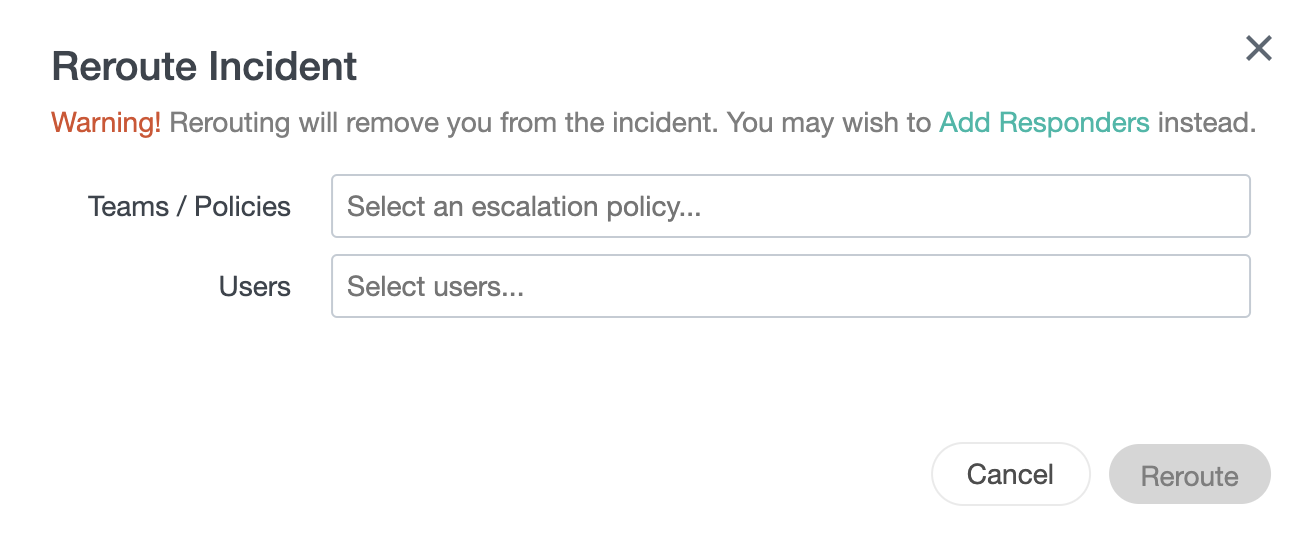 Reroute Incident
Warning! Rerouting will remove you from the incident. You may wish to Add Responders instead.
Teams / Policies Select an escalation policy...
Users Select users...
Cancel Reroute